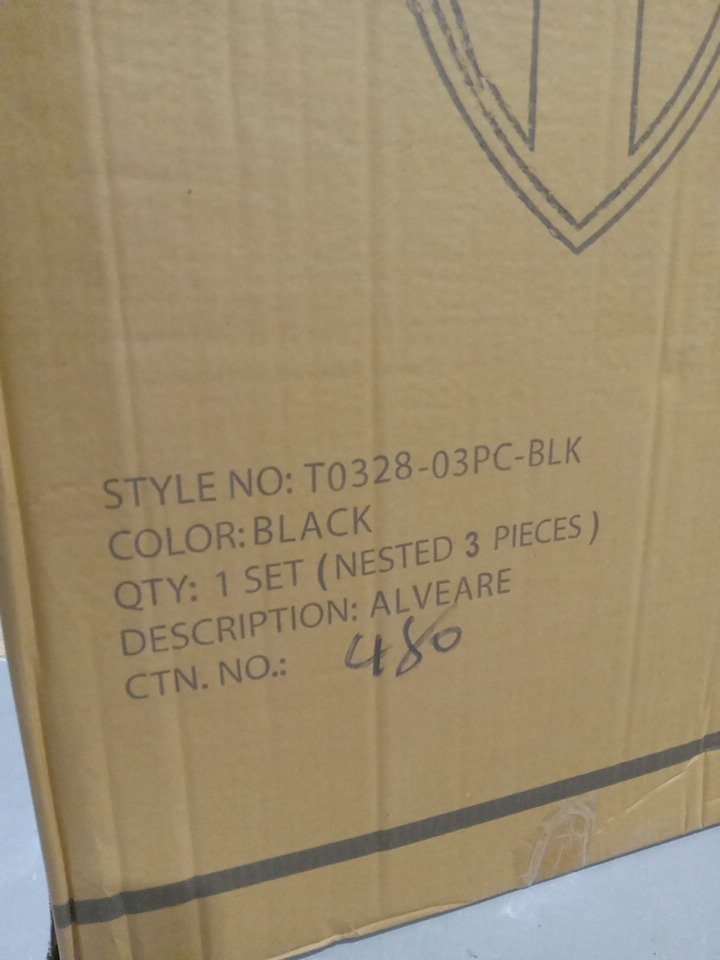 STYLE NO: T0328-03PC-BLK
COLOR: BLACK
QTY: 1 SET (NESTED 3 PIECES)
DESCRIPTION: ALVEARE
CTN. NO.: 480